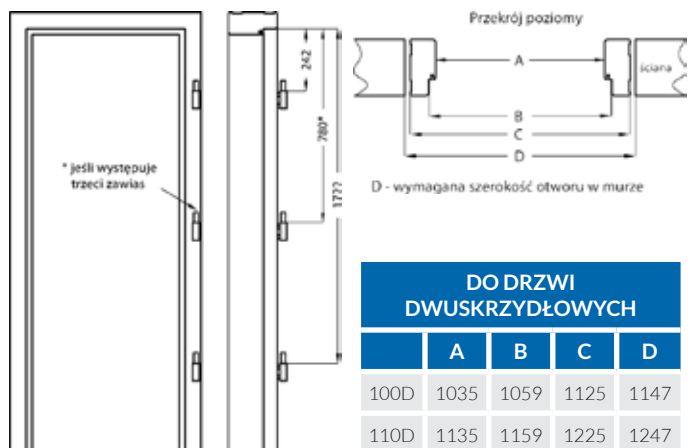 Przekrój poziomy
A
ściana
B
C
D
D - wymagana szerokość otworu w murze
242
780*
1722
* jeśli występuje
trzeci zawias
DO DRZWI
DWUSKRZYDŁOWYCH
A B C D
100D 1035 1059 1125 1147
110D 1135 1159 1225 1247